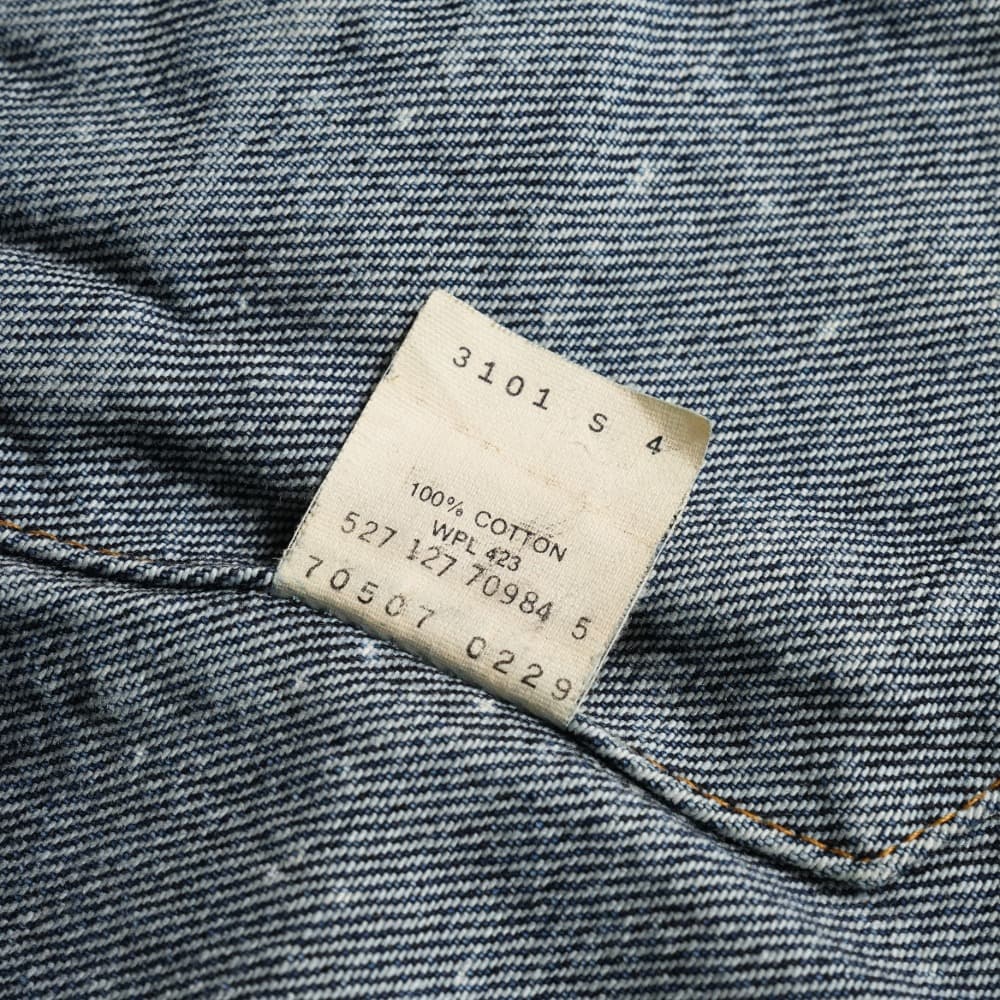 3101 S 4
100% COTTON
WPL 423
527 127 70984 5
70507 0229